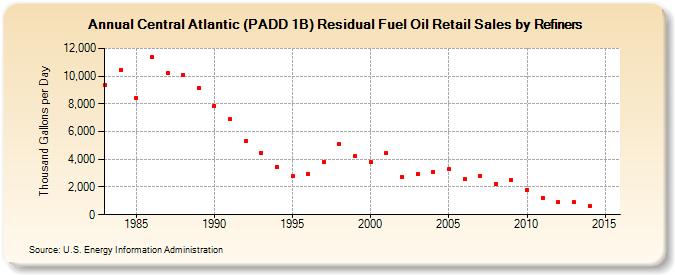 Annual Central Atlantic (PADD 1B) Residual Fuel Oil Retail Sales by Refiners
Thousand Gallons per Day
12,000
10,000
8,000
6,000
4,000
2,000
0
1985 1990 1995 2000 2005 2010 2015
Source: U.S. Energy Information Administration